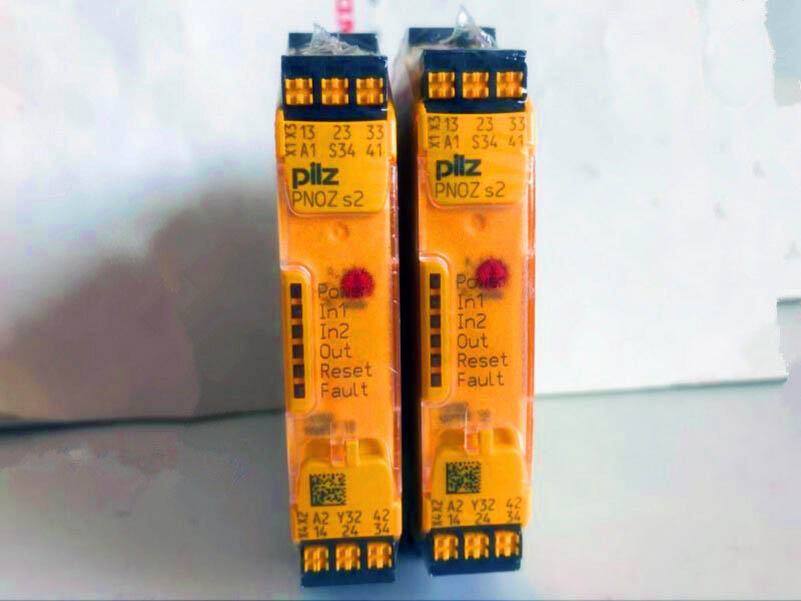 X1 X3 13 23 33
A1 S34 41
pilz
PNOZ s2
Power
In1
In2
Out
Reset
Fault
X4 X2 A2 Y32 42
14 24 34
X1 X3 13 23 33
A1 S34 41
pilz
PNOZ s2
Power
In1
In2
Out
Reset
Fault
X4 X2 A2 Y32 42
14 24 34